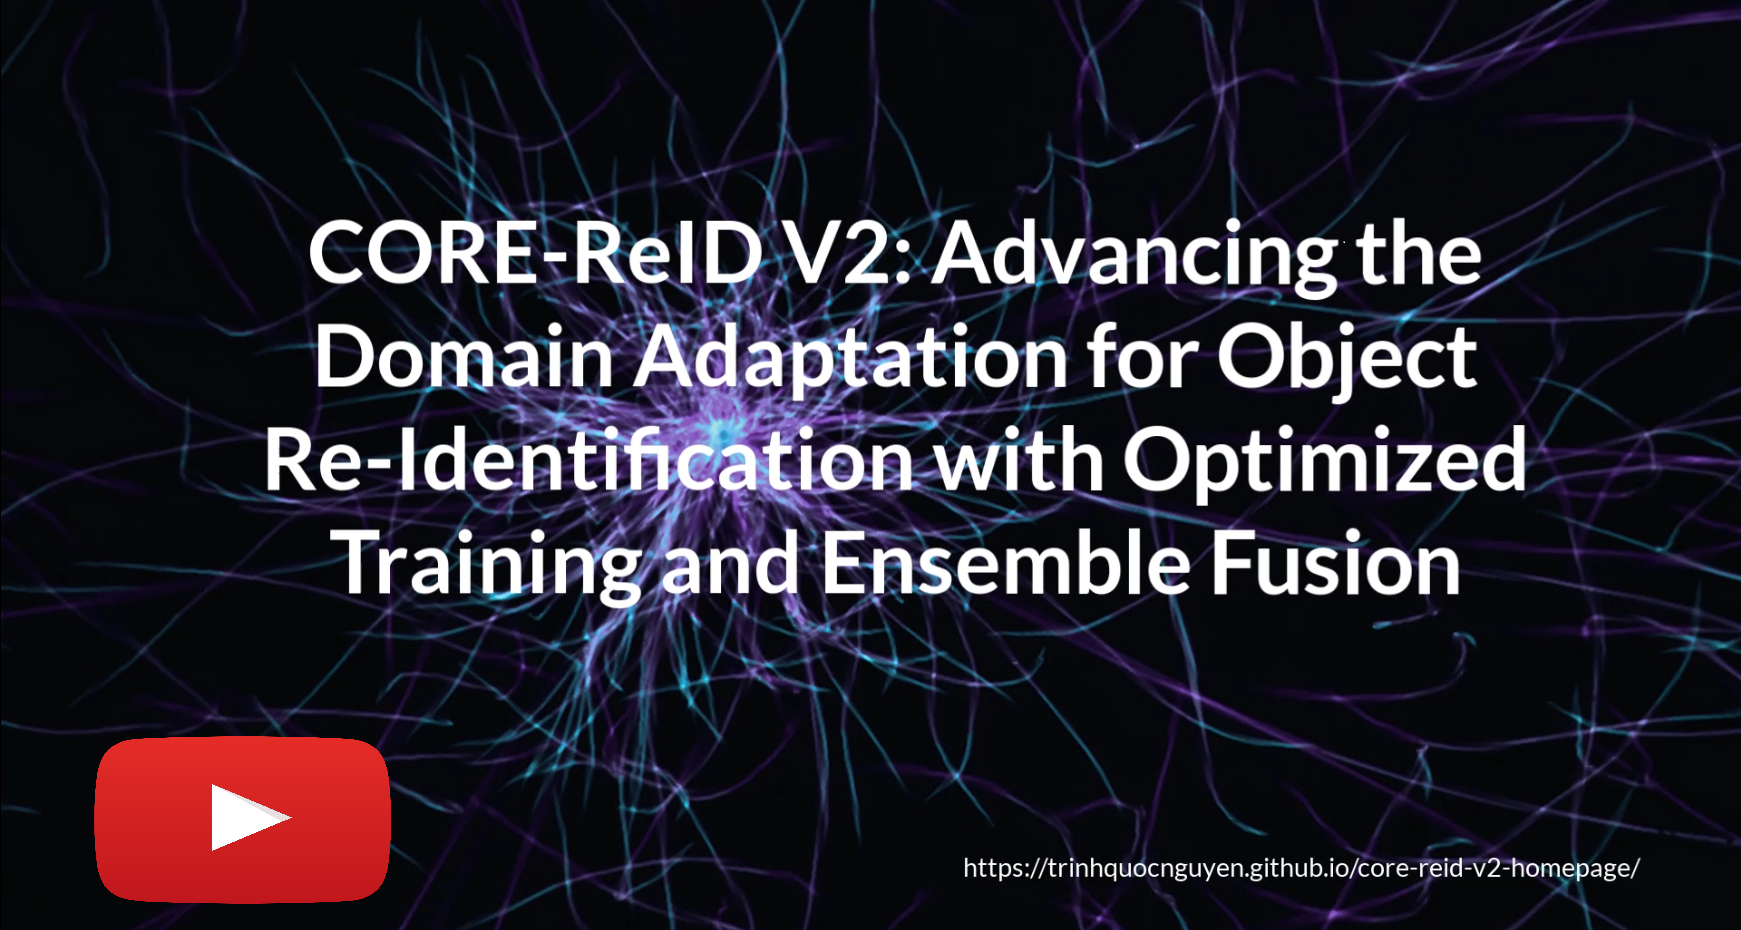 CORE-ReID V2: Advancing the
Domain Adaptation for Object
Re-Identification with Optimized
Training and Ensemble Fusion
https://trinhquocnguyen.github.io/core-reid-v2-homepage/